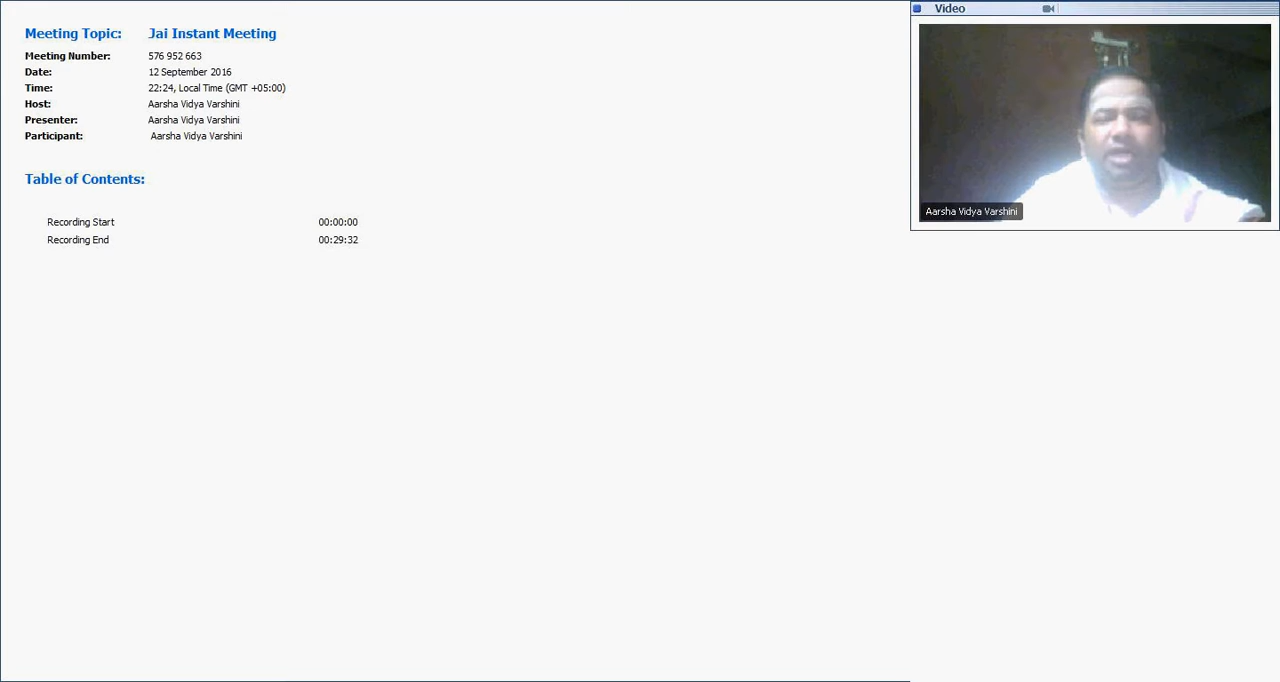 Meeting Topic: Jai Instant Meeting
Meeting Number: 576 952 663
Date: 12 September 2016
Time: 22:24, Local Time (GMT +05:00)
Host: Aarsha Vidya Varshini
Presenter: Aarsha Vidya Varshini
Participant: Aarsha Vidya Varshini
Table of Contents:
Recording Start 00:00:00
Recording End 00:29:32
Video
Aarsha Vidya Varshini